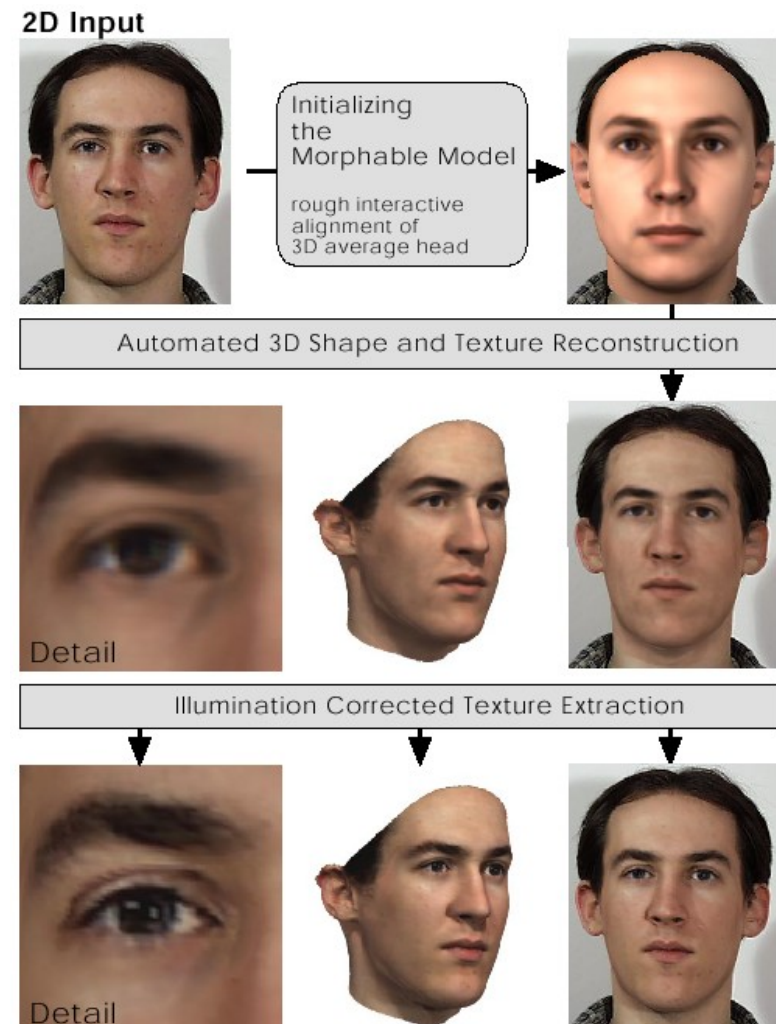 2D Input
Initializing
the
Morphable Model
rough interactive
alignment of
3D average head
Automated 3D Shape and Texture Reconstruction
Detail
Illumination Corrected Texture Extraction
Detail